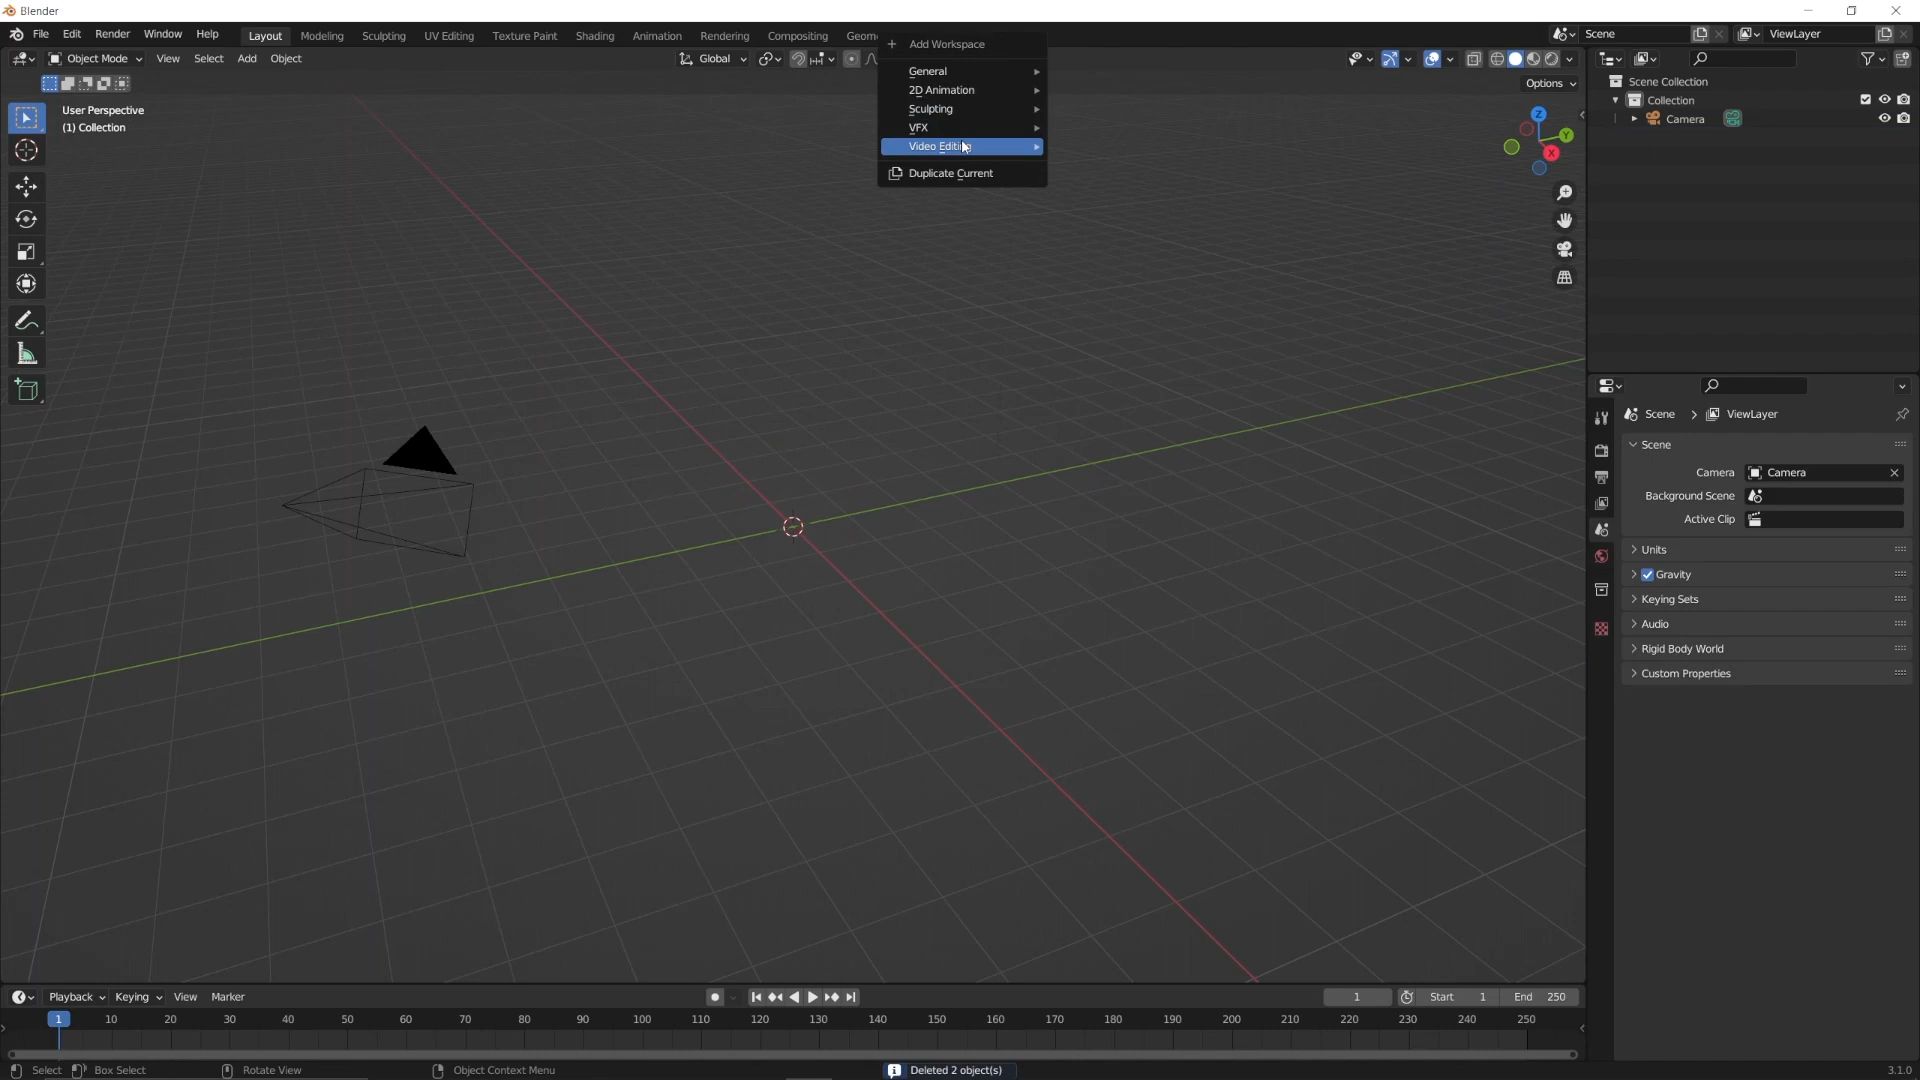 Blender
File Edit Render Window Help Layout Modeling Sculpting UV Editing Texture Paint Shading Animation Rendering Compositing Geom Scene ViewLayer
Object Mode View Select Add Object Global
Options
User Perspective
(1) Collection
Add Workspace
General
2D Animation
Sculpting
VFX
Video Editing
Duplicate Current
Z
Y
X
Scene Collection
Collection
Camera
Scene > ViewLayer
Scene
Camera Camera
Background Scene
Active Clip
Units
Gravity
Keying Sets
Audio
Rigid Body World
Custom Properties
Playback Keying View Marker 1 Start 1 End 250
1 10 20 30 40 50 60 70 80 90 100 110 120 130 140 150 160 170 180 190 200 210 220 230 240 250
Select Box Select Rotate View Object Context Menu Deleted 2 object(s) 3.1.0